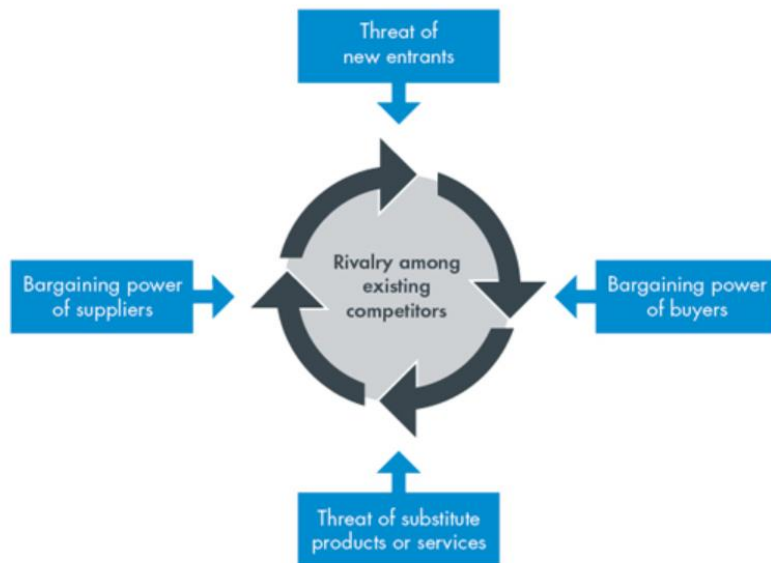 Threat of
new entrants
Bargaining power
of suppliers
Rivalry among
existing
competitors
Bargaining power
of buyers
Threat of substitute
products or services